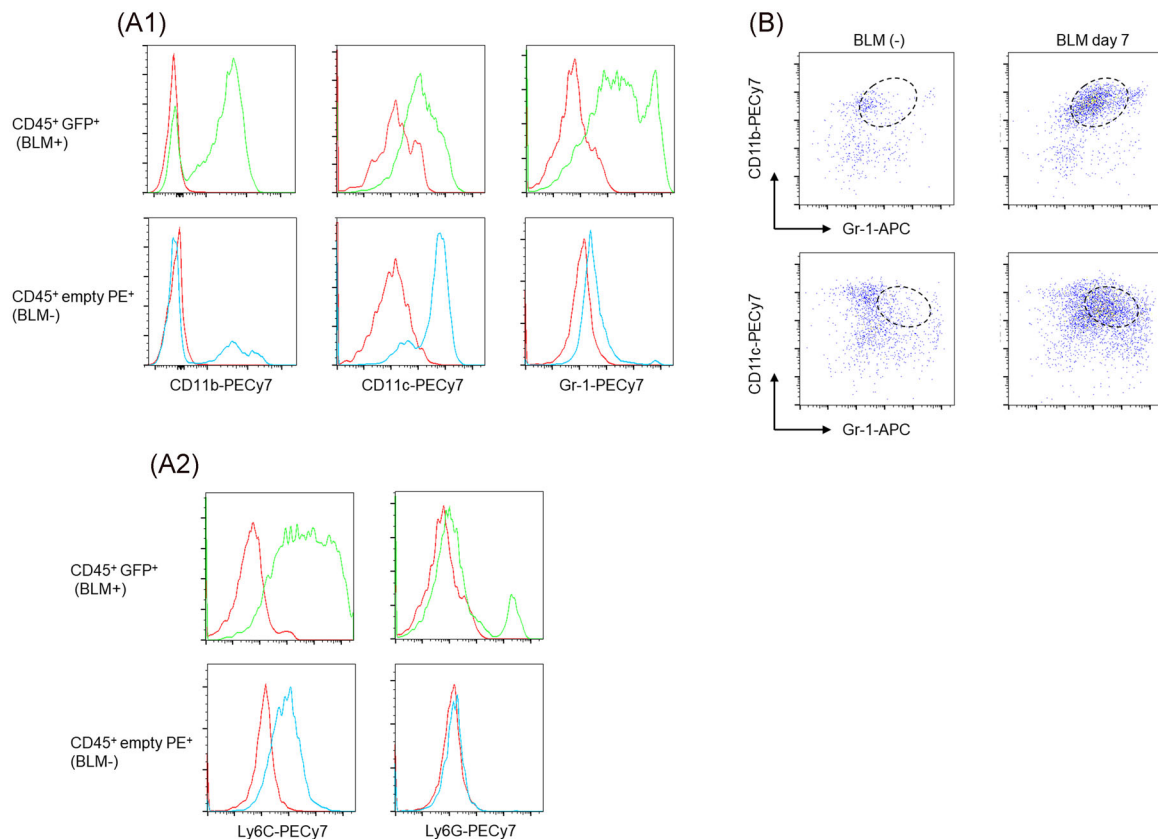 (A1)
CD45+ GFP+
(BLM+)
CD45+ empty PE+
(BLM-)
CD11b-PECy7
CD11c-PECy7
Gr-1-PECy7
(B)
BLM (-)
BLM day 7
CD11b-PECy7
Gr-1-APC
CD11c-PECy7
Gr-1-APC
(A2)
CD45⁺ GFP⁺
(BLM+)
CD45⁺ empty PE⁺
(BLM-)
Ly6C-PECy7
Ly6G-PECy7